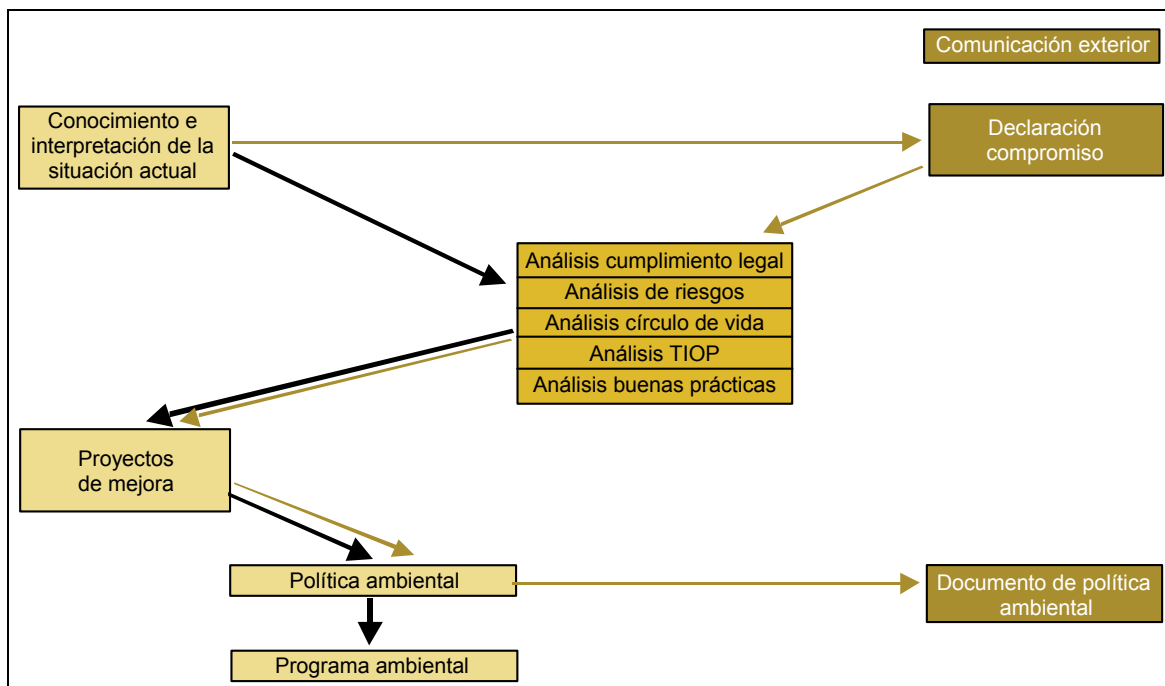 Comunicación exterior
Conocimiento e
interpretación de la
situación actual
Declaración
compromiso
Análisis cumplimiento legal
Análisis de riesgos
Análisis círculo de vida
Análisis TIOP
Análisis buenas prácticas
Proyectos
de mejora
Política ambiental
Documento de política
ambiental
Programa ambiental